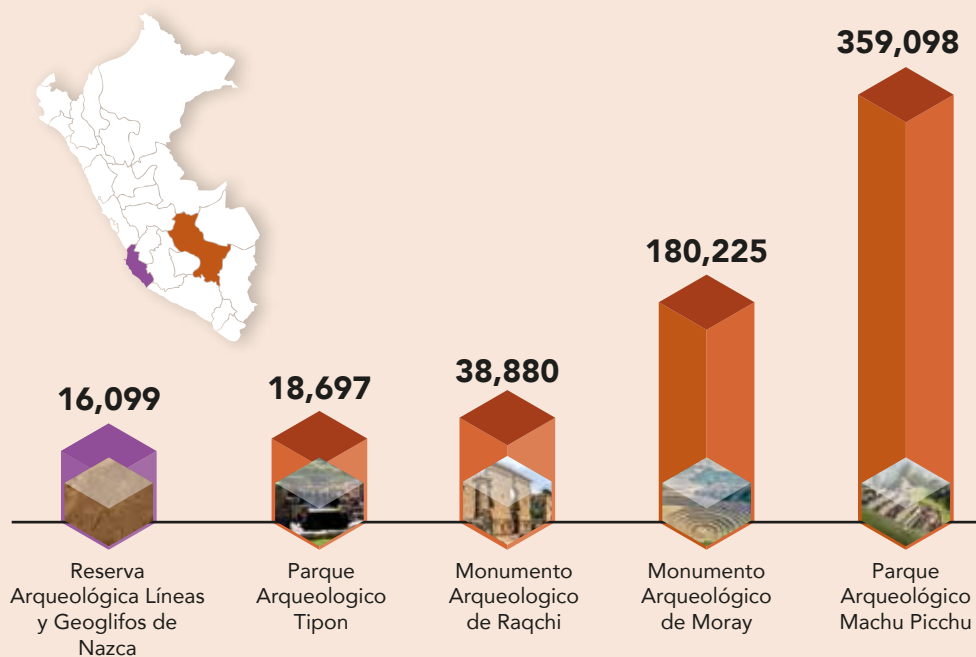 359,098
180,225
38,880
18,697
16,099
Reserva
Arqueológica Líneas
y Geoglifos de
Nazca
Parque
Arqueologico
Tipon
Monumento
Arqueologico
de Raqchi
Monumento
Arqueológico
de Moray
Parque
Arqueológico
Machu Picchu